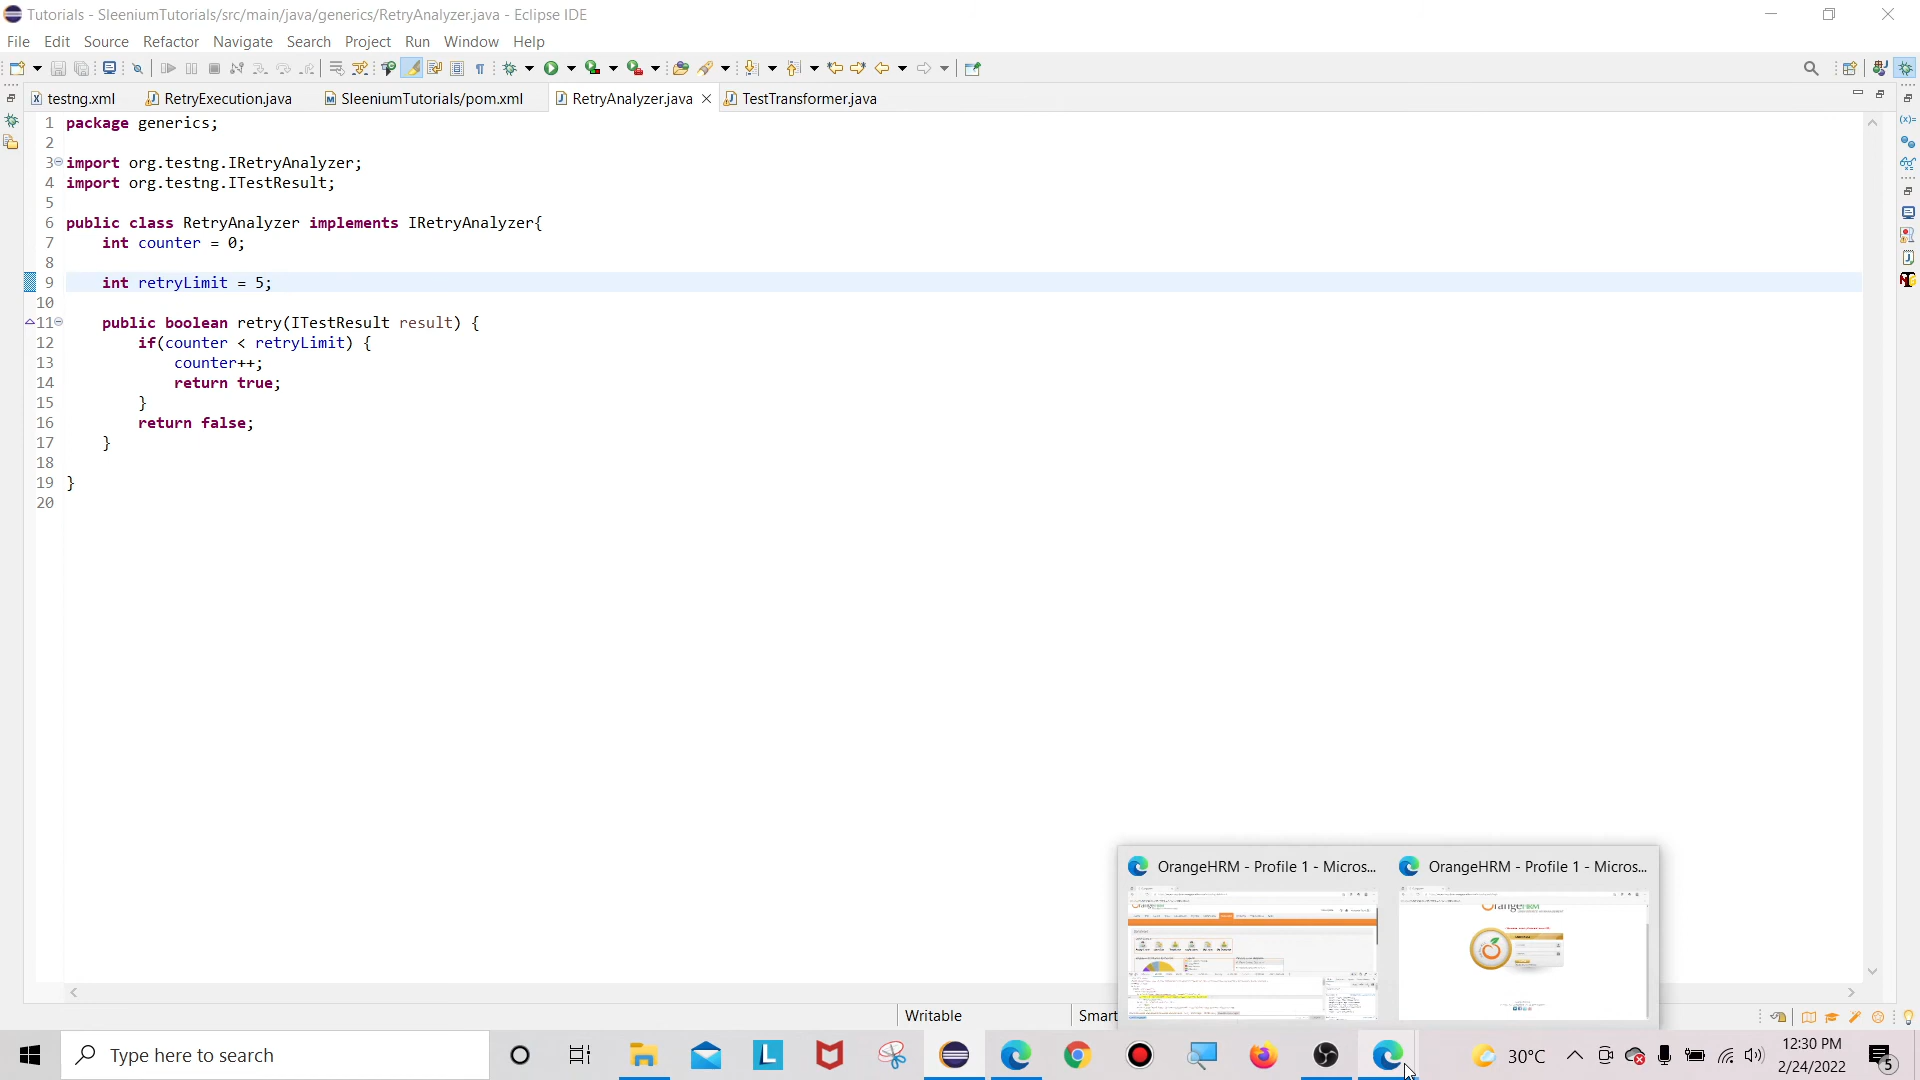 Tutorials - SleeniumTutorials/src/main/java/generics/RetryAnalyzer.java - Eclipse IDE
File Edit Source Refactor Navigate Search Project Run Window Help
testng.xml RetryExecution.java SleeniumTutorials/pom.xml RetryAnalyzer.java TestTransformer.java
1 package generics;
2
3 import org.testng.IRetryAnalyzer;
4 import org.testng.ITestResult;
5
6 public class RetryAnalyzer implements IRetryAnalyzer{
7 int counter = 0;
8
9 int retryLimit = 5;
10
11 public boolean retry(ITestResult result) {
12 if(counter < retryLimit) {
13 counter++;
14 return true;
15 }
16 return false;
17 }
18
19 }
20
OrangeHRM - Profile 1 - Micros... OrangeHRM - Profile 1 - Micros...
Writable Smart
Type here to search
30°C
12:30 PM
2/24/2022
5